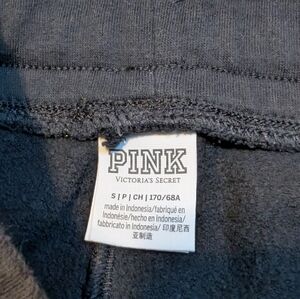 PINK
VICTORIA'S SECRET
S | P | CH | 170/68A
made in Indonesia/fabriqué en
Indonésie/hecho en Indonesia/
fabbricato in Indonesia/ 印度尼西
亚制造